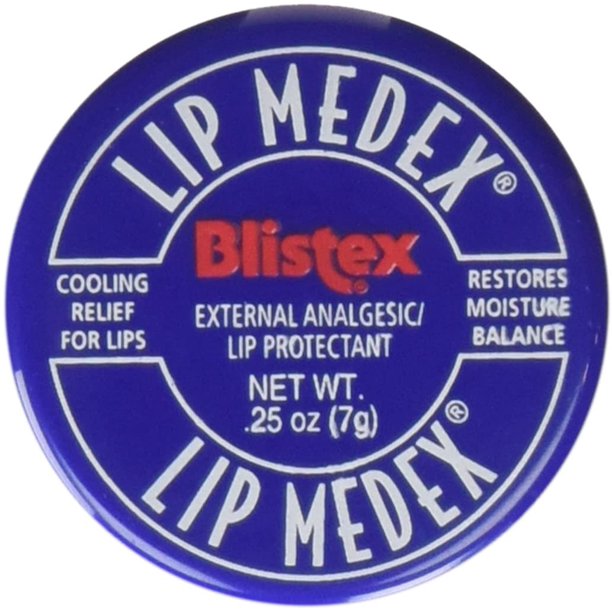 LIP MEDEX®
Blistex®
COOLING
RELIEF
FOR LIPS
EXTERNAL ANALGESIC/
LIP PROTECTANT
RESTORES
MOISTURE
BALANCE
NET WT.
.25 oz (7g)
LIP MEDEX®